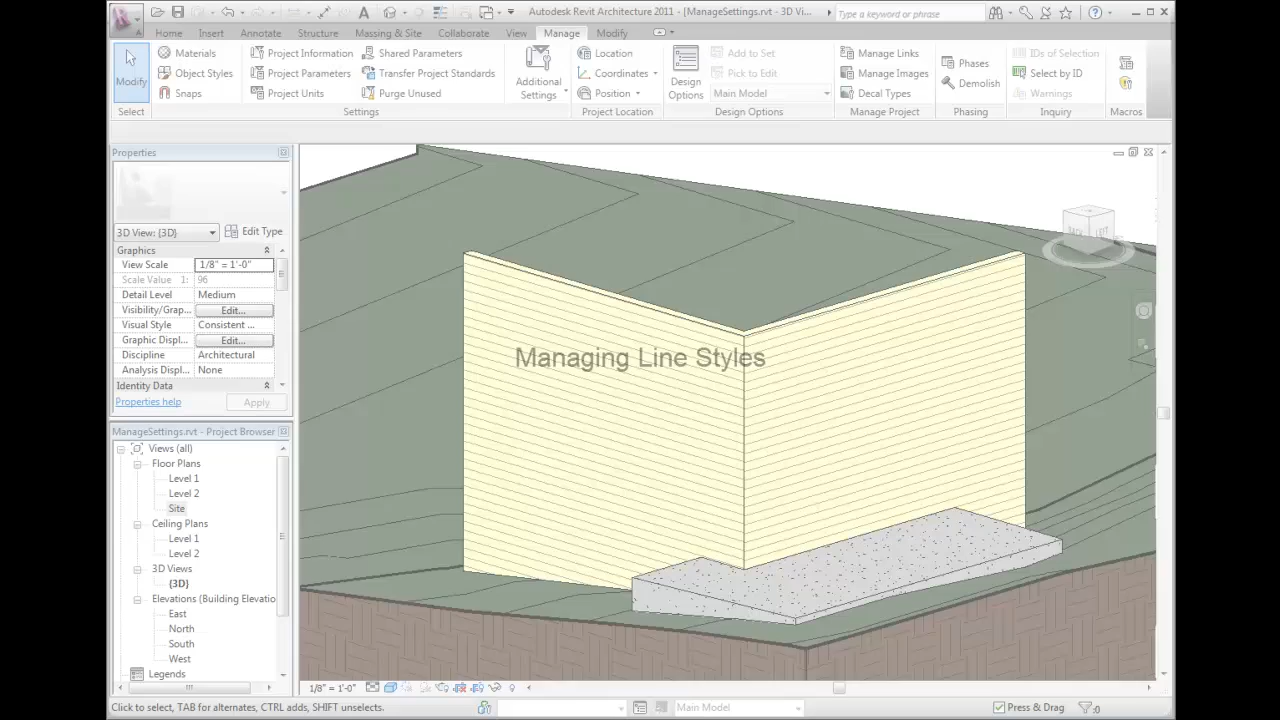 Autodesk Revit Architecture 2011 - [ManageSettings.rvt - 3D Vi...
Type a keyword or phrase
Home Insert Annotate Structure Massing & Site Collaborate View Manage Modify
Modify
Materials
Object Styles
Snaps
Project Information
Project Parameters
Project Units
Shared Parameters
Transfer Project Standards
Purge Unused
Additional Settings
Location
Coordinates
Position
Design Options
Add to Set
Pick to Edit
Main Model
Manage Links
Manage Images
Decal Types
Phases
Demolish
IDs of Selection
Select by ID
Warnings
Select Settings Project Location Design Options Manage Project Phasing Inquiry Macros
Properties
3D View: {3D} Edit Type
Graphics
View Scale 1/8" = 1'-0"
Scale Value 1: 96
Detail Level Medium
Visibility/Grap... Edit...
Visual Style Consistent ...
Graphic Displ... Edit...
Discipline Architectural
Analysis Displ... None
Identity Data
Properties help Apply
ManageSettings.rvt - Project Browser
Views (all)
Floor Plans
Level 1
Level 2
Site
Ceiling Plans
Level 1
Level 2
3D Views
{3D}
Elevations (Building Elevatio
East
North
South
West
Legends
Managing Line Styles
LEFT
1/8" = 1'-0"
Click to select, TAB for alternates, CTRL adds, SHIFT unselects.
Main Model
Press & Drag
:0